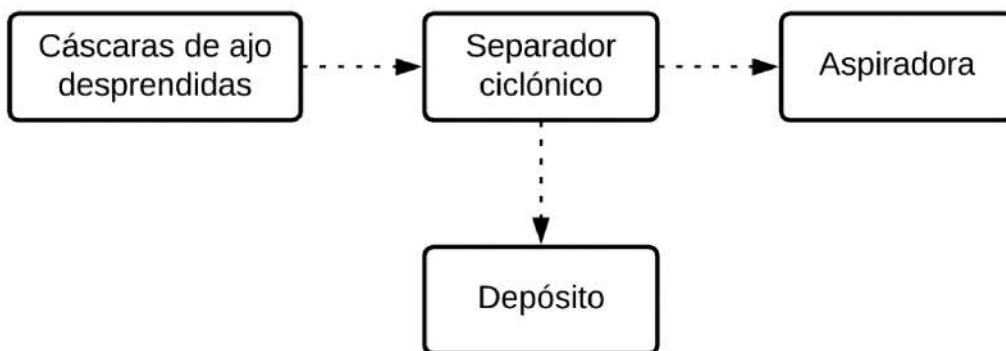 Cáscaras de ajo
desprendidas
Separador
ciclónico
Aspiradora
Depósito